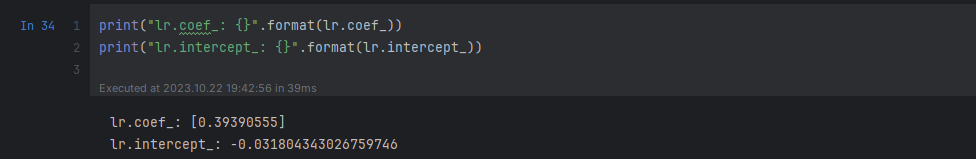 In 34 1 print("lr.coef_: {}".format(lr.coef_))
2 print("lr.intercept_: {}".format(lr.intercept_))
3
Executed at 2023.10.22 19:42:56 in 39ms
lr.coef_: [0.39390555]
lr.intercept_: -0.031804343026759746